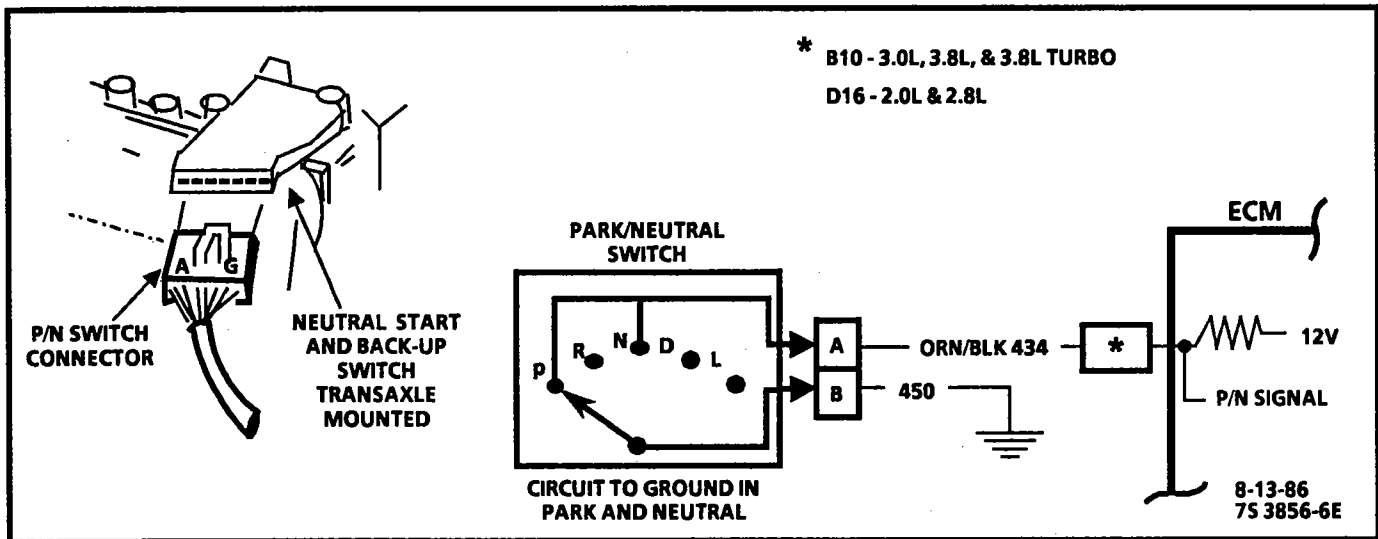 * B10 - 3.0L, 3.8L, & 3.8L TURBO
D16 - 2.0L & 2.8L
A G
P/N SWITCH
CONNECTOR
NEUTRAL START
AND BACK-UP
SWITCH
TRANSAXLE
MOUNTED
PARK/NEUTRAL
SWITCH
P
R
N
D
L
CIRCUIT TO GROUND IN
PARK AND NEUTRAL
A
ORN/BLK 434
*
B
450
ECM
12V
P/N SIGNAL
8-13-86
7S 3856-6E